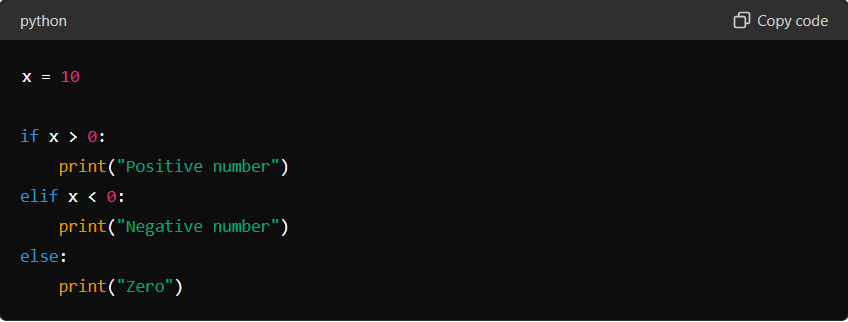 python
Copy code
x = 10
if x > 0:
    print("Positive number")
elif x < 0:
    print("Negative number")
else:
    print("Zero")